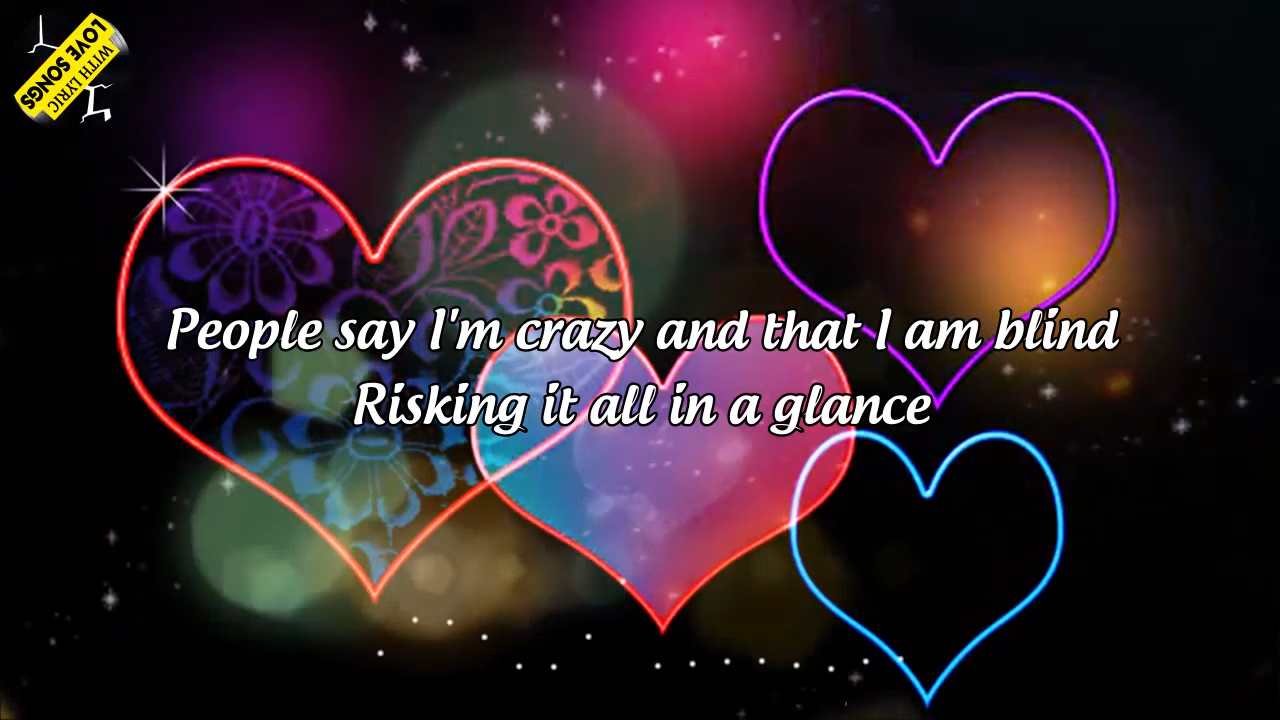 LOVE SONGS
WITH LYRIC
People say I'm crazy and that I am blind
Risking it all in a glance